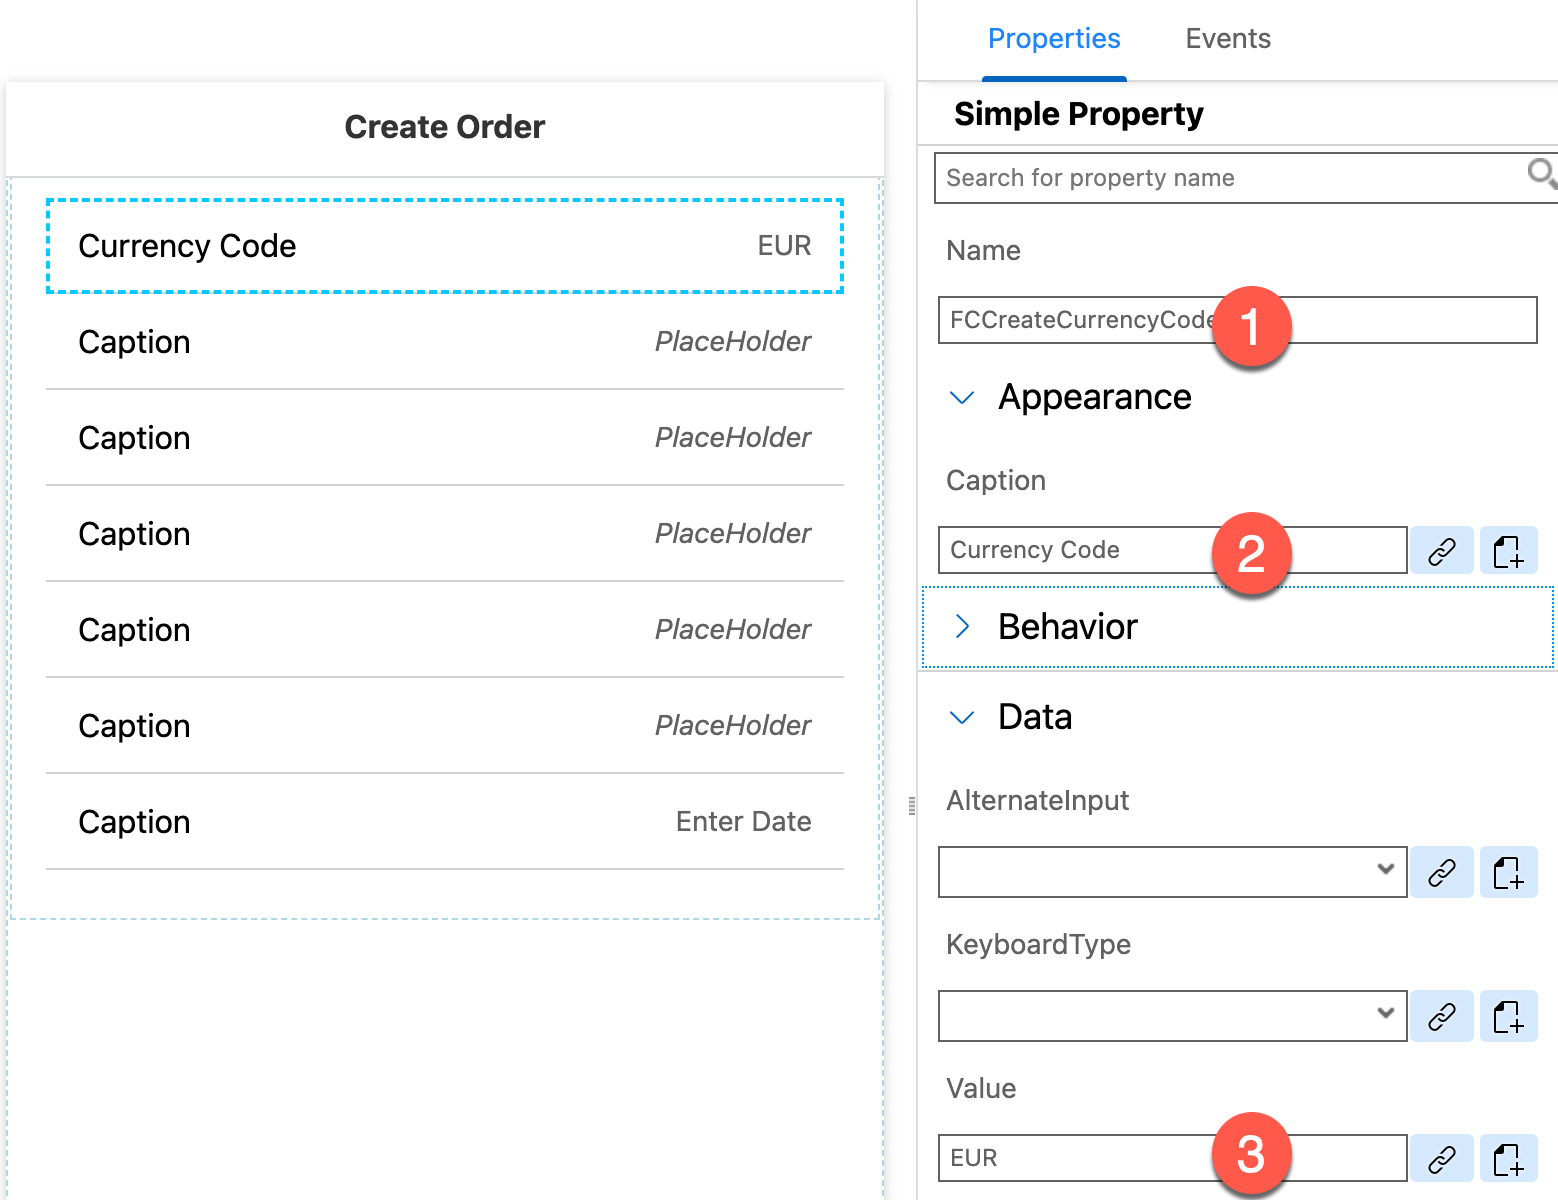 Create Order
Currency Code EUR
Caption PlaceHolder
Caption PlaceHolder
Caption PlaceHolder
Caption PlaceHolder
Caption PlaceHolder
Caption Enter Date
Properties Events
Simple Property
Search for property name
Name
FCCreateCurrencyCode 1
Appearance
Caption
Currency Code 2
Behavior
Data
AlternateInput
KeyboardType
Value
EUR 3